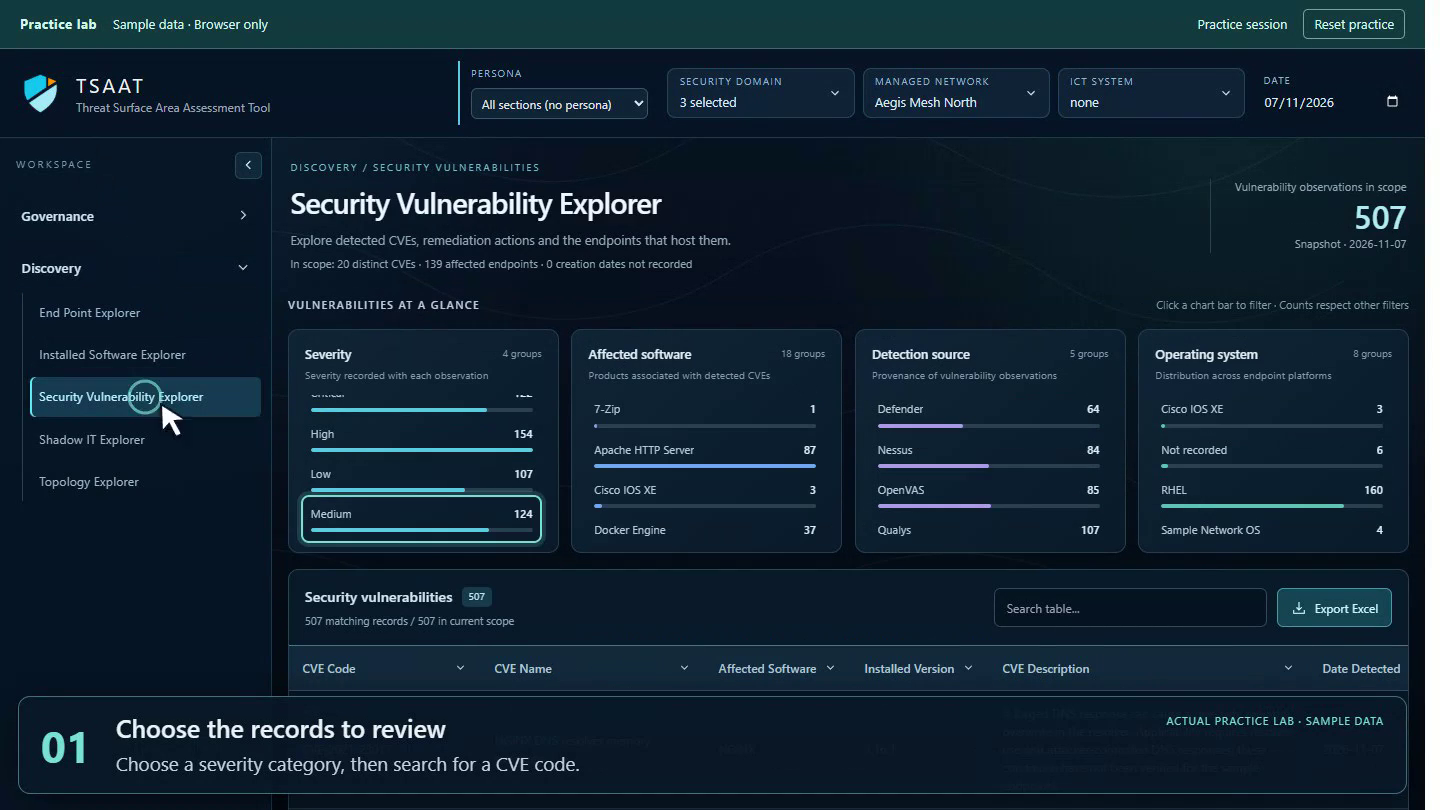 Practice lab
Sample data · Browser only
Practice session
Reset practice
TSAAT
Threat Surface Area Assessment Tool
PERSONA
All sections (no persona)
SECURITY DOMAIN
3 selected
MANAGED NETWORK
Aegis Mesh North
ICT SYSTEM
none
DATE
07/11/2026
WORKSPACE
Governance
Discovery
End Point Explorer
Installed Software Explorer
Security Vulnerability Explorer
Shadow IT Explorer
Topology Explorer
DISCOVERY / SECURITY VULNERABILITIES
Security Vulnerability Explorer
Explore detected CVEs, remediation actions and the endpoints that host them.
In scope: 20 distinct CVEs · 139 affected endpoints · 0 creation dates not recorded
Vulnerability observations in scope
507
Snapshot · 2026-11-07
VULNERABILITIES AT A GLANCE
Click a chart bar to filter · Counts respect other filters
Severity
4 groups
Severity recorded with each observation
Critical 122
High 154
Low 107
Medium 124
Affected software
18 groups
Products associated with detected CVEs
7-Zip 1
Apache HTTP Server 87
Cisco IOS XE 3
Docker Engine 37
Detection source
5 groups
Provenance of vulnerability observations
Defender 64
Nessus 84
OpenVAS 85
Qualys 107
Operating system
8 groups
Distribution across endpoint platforms
Cisco IOS XE 3
Not recorded 6
RHEL 160
Sample Network OS 4
Security vulnerabilities 507
507 matching records / 507 in current scope
Search table...
Export Excel
CVE Code
CVE Name
Affected Software
Installed Version
CVE Description
Date Detected
01
Choose the records to review
Choose a severity category, then search for a CVE code.
ACTUAL PRACTICE LAB · SAMPLE DATA